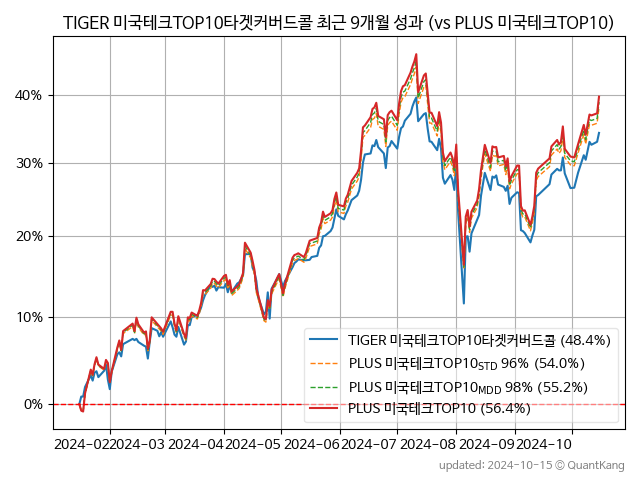 TIGER 미국테크TOP10타겟커버드콜 최근 9개월 성과 (vs PLUS 미국테크TOP10)
40%
30%
20%
10%
0%
TIGER 미국테크TOP10타겟커버드콜 (48.4%)
PLUS 미국테크TOP10STD 96% (54.0%)
PLUS 미국테크TOP10MDD 98% (55.2%)
PLUS 미국테크TOP10 (56.4%)
2024-02 2024-03 2024-04 2024-05 2024-06 2024-07 2024-08 2024-09 2024-10
updated: 2024-10-15 © QuantKang